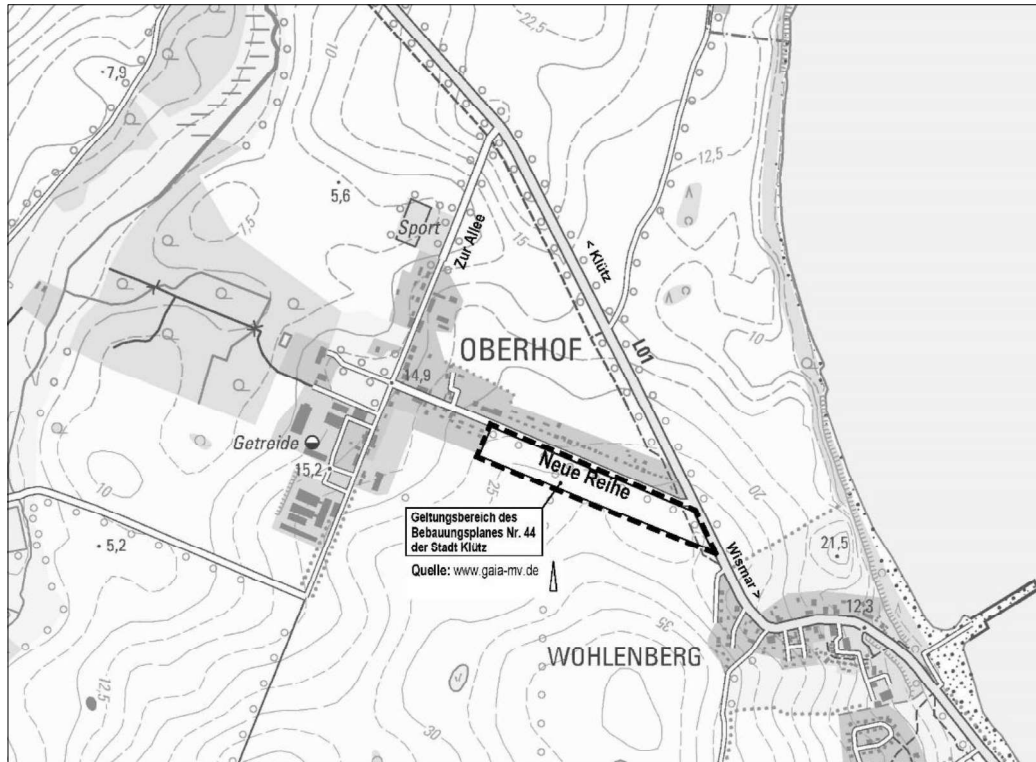 22,5
10
7,9
12,5
5,6
Sport
7,5
15
Zur Allee
< Klütz
L01
10
OBERHOF
14,9
Getreide
15,2
Neue Reihe
20
25
10
5,2
Geltungsbereich des
Bebauungsplanes Nr. 44
der Stadt Klütz
Quelle: www.gaia-mv.de
21,5
Wismar >
12,3
35
WOHLENBERG
12,5
30